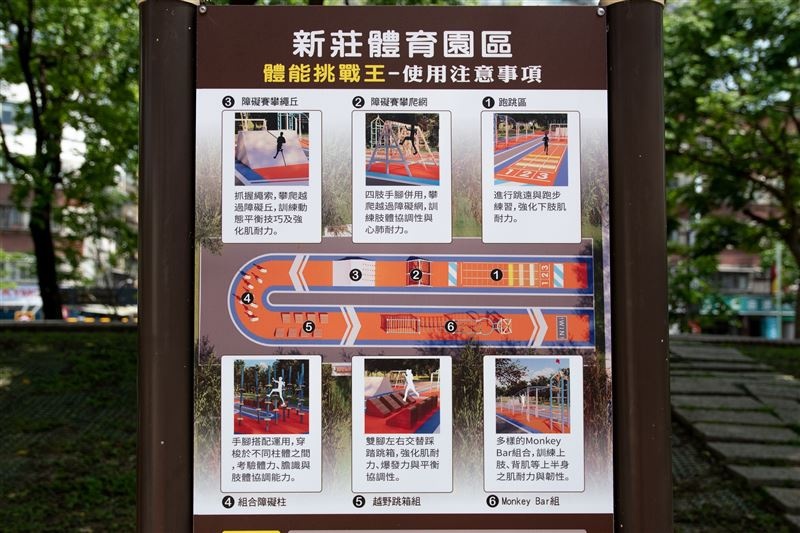 新莊體育園區
體能挑戰王-使用注意事項
3 障礙賽攀繩丘
2 障礙賽攀爬網
1 跑跳區
抓握繩索,攀爬越
過障礙丘,訓練動
態平衡技巧及強
化肌耐力。
四肢手腳併用,攀
爬越過障礙網,訓
練肢體協調性與
心肺耐力。
進行跳遠與跑步
練習,強化下肢肌
耐力。
3
2
1
1 2 3
4
5
6
WIN
手腳搭配運用,穿
梭於不同柱體之間
,考驗體力、膽識與
肢體協調能力。
雙腳左右交替踩
踏跳箱,強化肌耐
力、爆發力與平衡
協調性。
多樣的Monkey
Bar組合,訓練上
肢、背肌等上半身
之肌耐力與韌性。
4 組合障礙柱
5 越野跳箱組
6 Monkey Bar組